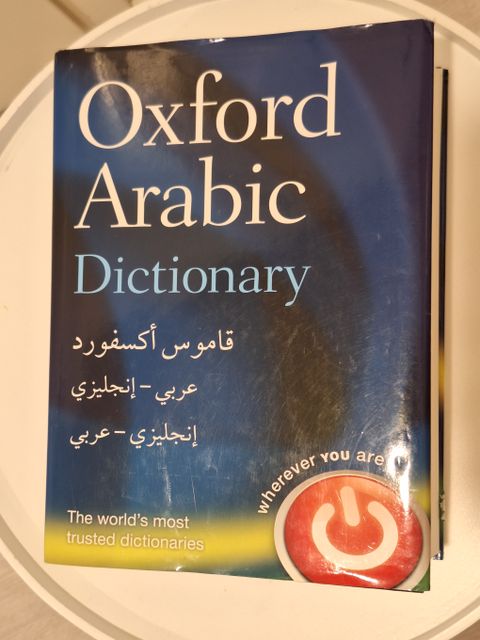 Oxford
Arabic
Dictionary
قاموس أكسفورد
عربي – إنجليزي
إنجليزي – عربي
wherever YOU are
The world's most
trusted dictionaries